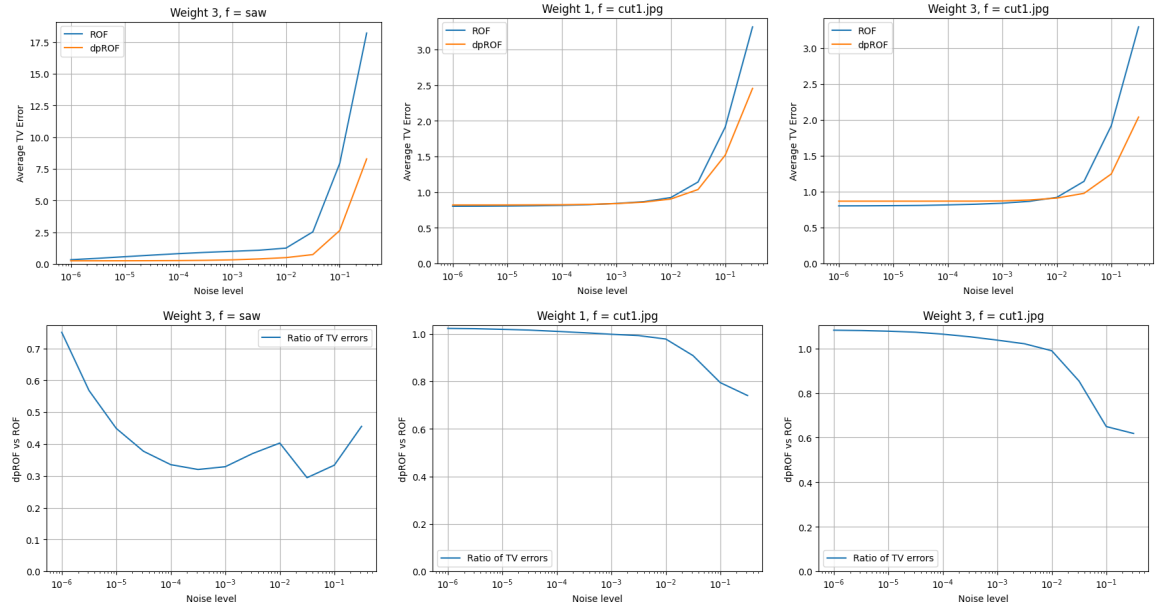 Weight 3, f = saw
17.5
15.0
12.5
10.0
7.5
5.0
2.5
0.0
Average TV Error
ROF
dpROF
10⁻⁶
10⁻⁵
10⁻⁴
10⁻³
10⁻²
10⁻¹
Noise level
Weight 1, f = cut1.jpg
3.0
2.5
2.0
1.5
1.0
0.5
0.0
Average TV Error
ROF
dpROF
10⁻⁶
10⁻⁵
10⁻⁴
10⁻³
10⁻²
10⁻¹
Noise level
Weight 3, f = cut1.jpg
3.0
2.5
2.0
1.5
1.0
0.5
0.0
Average TV Error
ROF
dpROF
10⁻⁶
10⁻⁵
10⁻⁴
10⁻³
10⁻²
10⁻¹
Noise level
Weight 3, f = saw
0.7
0.6
0.5
0.4
0.3
0.2
0.1
0.0
dpROF vs ROF
Ratio of TV errors
10⁻⁶
10⁻⁵
10⁻⁴
10⁻³
10⁻²
10⁻¹
Noise level
Weight 1, f = cut1.jpg
1.0
0.8
0.6
0.4
0.2
0.0
dpROF vs ROF
Ratio of TV errors
10⁻⁶
10⁻⁵
10⁻⁴
10⁻³
10⁻²
10⁻¹
Noise level
Weight 3, f = cut1.jpg
1.0
0.8
0.6
0.4
0.2
0.0
dpROF vs ROF
Ratio of TV errors
10⁻⁶
10⁻⁵
10⁻⁴
10⁻³
10⁻²
10⁻¹
Noise level